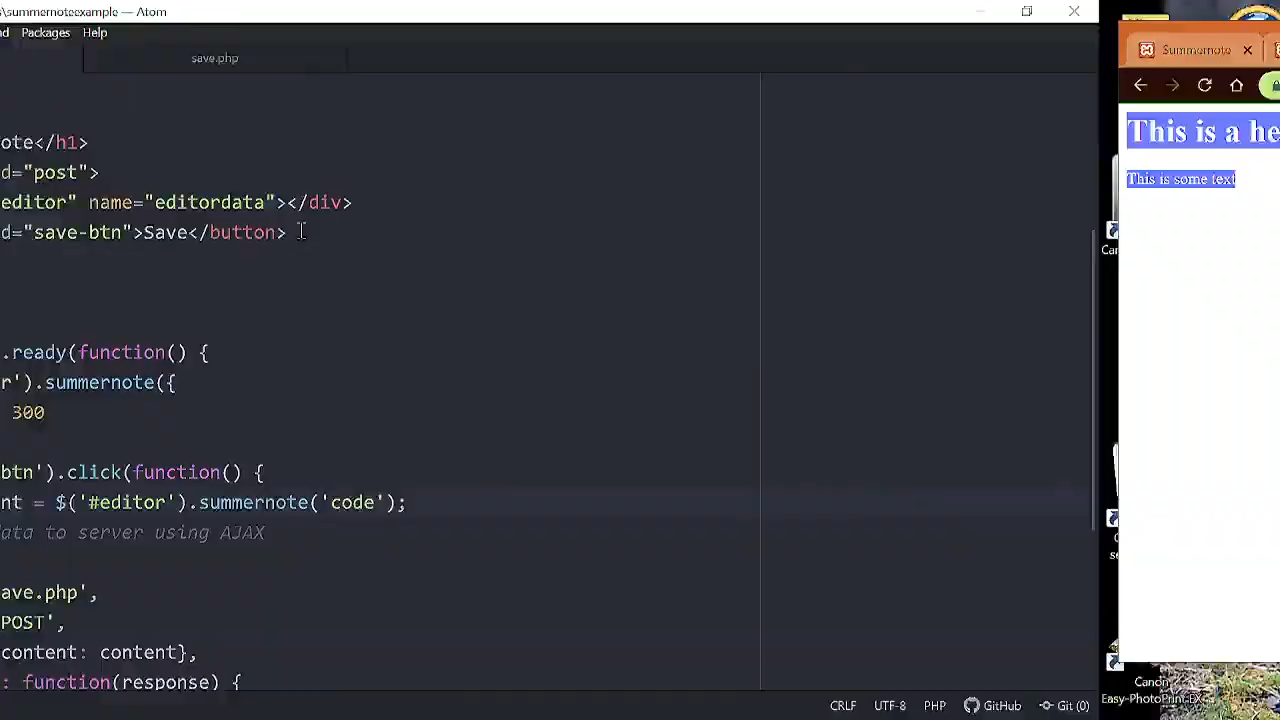 s\summernoteexample — Atom
nd Packages Help
save.php
ote</h1>
d="post">
editor" name="editordata"></div>
d="save-btn">Save</button>
.ready(function() {
r').summernote({
300
btn').click(function() {
nt = $('#editor').summernote('code');
ata to server using AJAX
ave.php',
POST',
content: content},
: function(response) {
CRLF UTF-8 PHP GitHub Git (0)
Summernote
This is a he
This is some text
Can
se
Canon
Easy-PhotoPrint EX